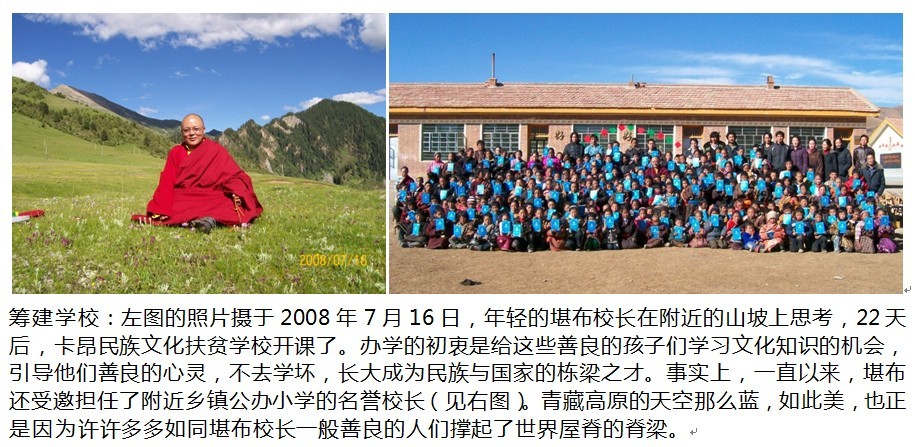 2008/07/16
好 好
筹建学校：左图的照片摄于 2008 年 7 月 16 日，年轻的堪布校长在附近的山坡上思考，22 天
后，卡昂民族文化扶贫学校开课了。办学的初衷是给这些善良的孩子们学习文化知识的机会，
引导他们善良的心灵，不去学坏，长大成为民族与国家的栋梁之才。事实上，一直以来，堪布
还受邀担任了附近乡镇公办小学的名誉校长（见右图）。青藏高原的天空那么蓝，如此美，也正
是因为许许多多如同堪布校长一般善良的人们撑起了世界屋脊的脊梁。